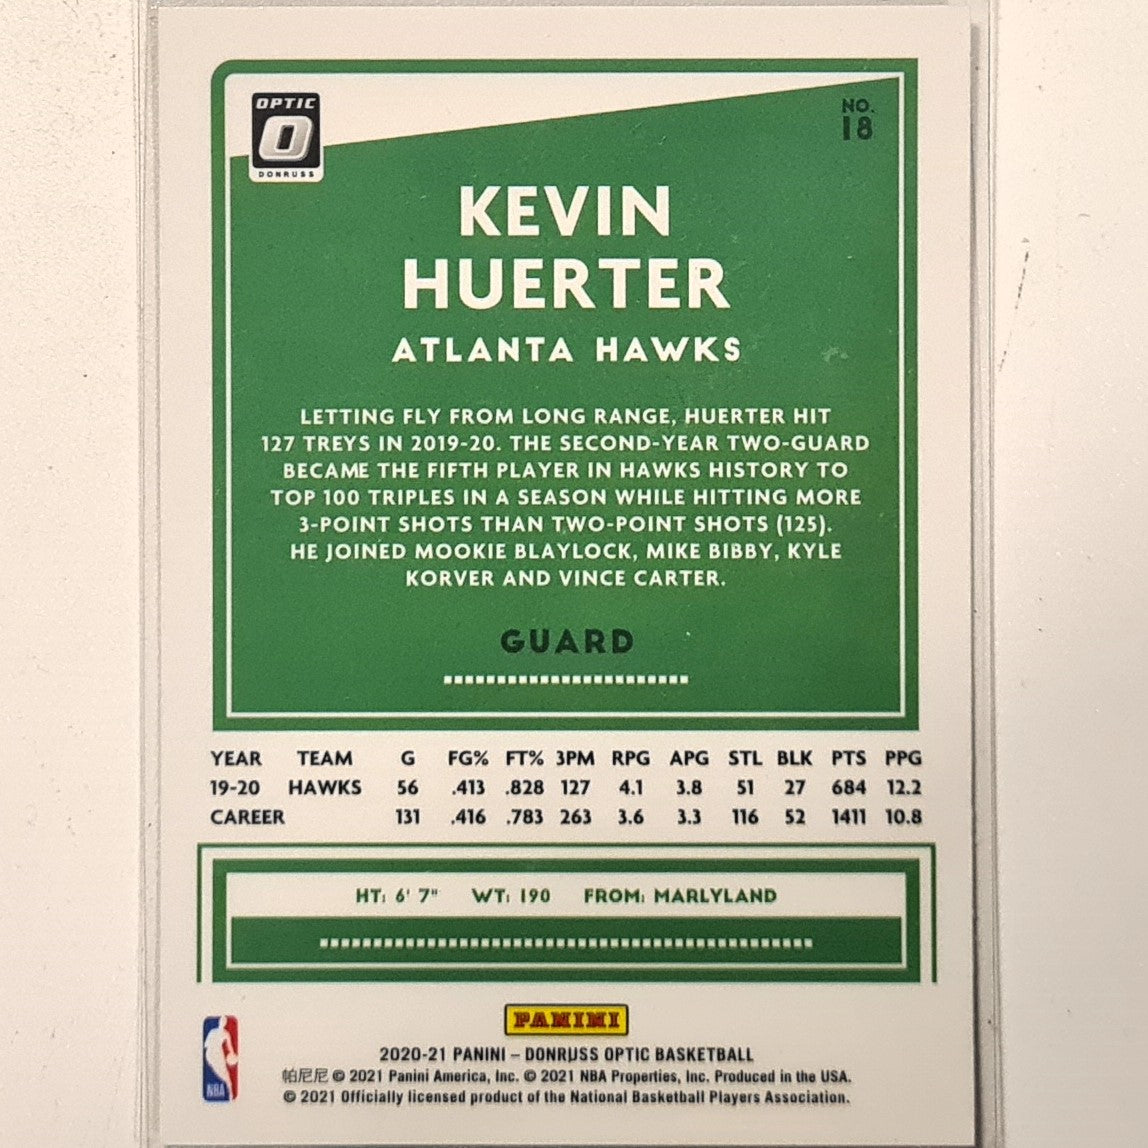 OPTIC
DONRUSS
NO.
18
KEVIN
HUERTER
ATLANTA HAWKS
LETTING FLY FROM LONG RANGE, HUERTER HIT
127 TREYS IN 2019-20. THE SECOND-YEAR TWO-GUARD
BECAME THE FIFTH PLAYER IN HAWKS HISTORY TO
TOP 100 TRIPLES IN A SEASON WHILE HITTING MORE
3-POINT SHOTS THAN TWO-POINT SHOTS (125).
HE JOINED MOOKIE BLAYLOCK, MIKE BIBBY, KYLE
KORVER AND VINCE CARTER.
GUARD
YEAR TEAM G FG% FT% 3PM RPG APG STL BLK PTS PPG
19-20 HAWKS 56 .413 .828 127 4.1 3.8 51 27 684 12.2
CAREER 131 .416 .783 263 3.6 3.3 116 52 1411 10.8
HT: 6' 7" WT: 190 FROM: MARLYLAND
PANINI
NBA
2020-21 PANINI – DONRUSS OPTIC BASKETBALL
帕尼尼 © 2021 Panini America, Inc. © 2021 NBA Properties, Inc. Produced in the USA.
© 2021 Officially licensed product of the National Basketball Players Association.